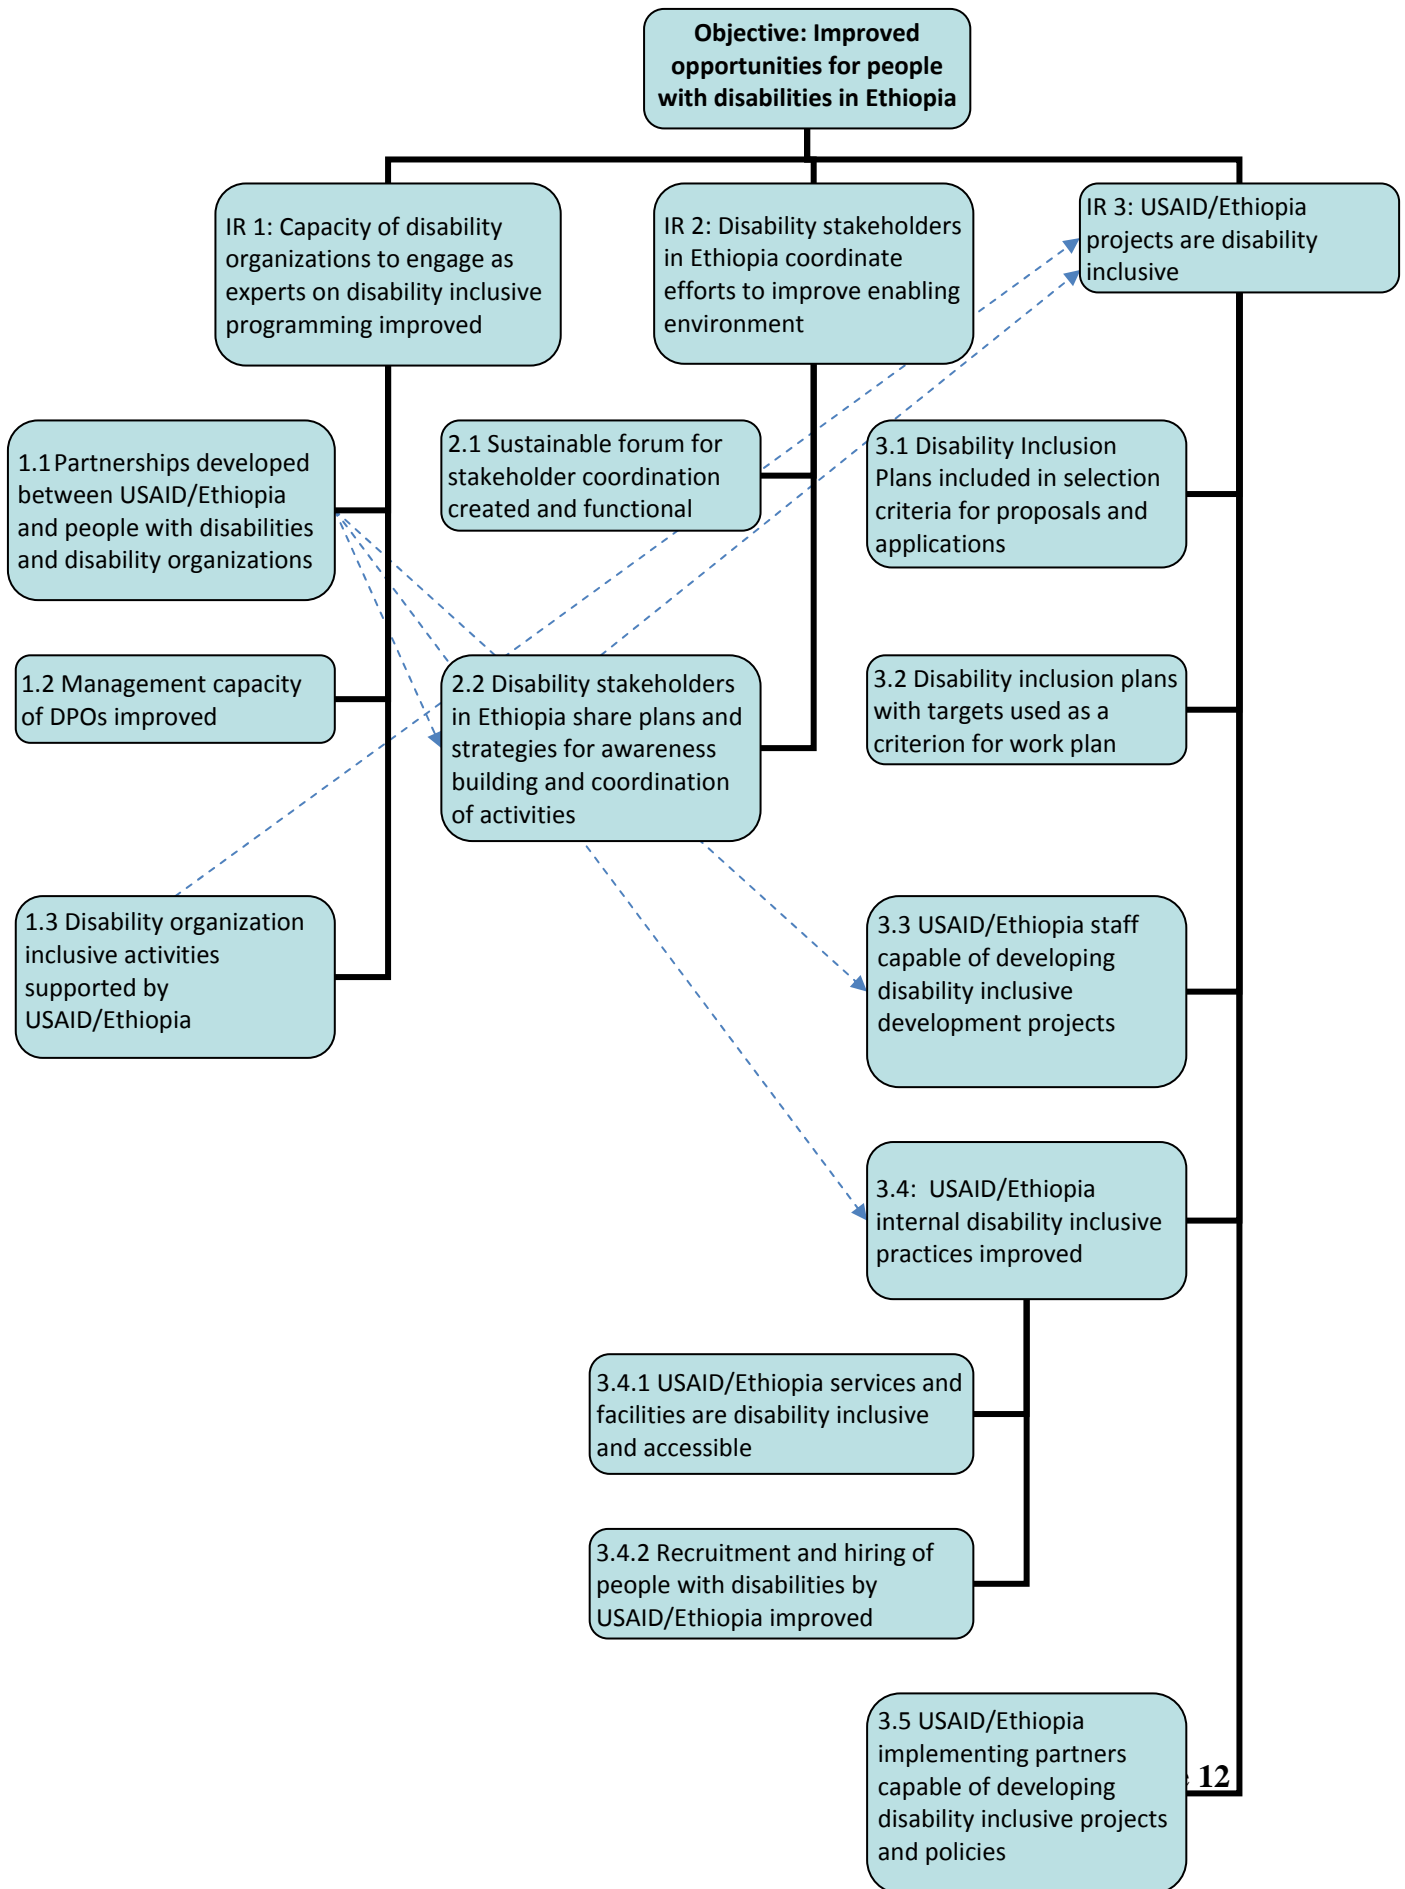 Objective: Improved
opportunities for people
with disabilities in Ethiopia
IR 1: Capacity of disability
organizations to engage as
experts on disability inclusive
programming improved
IR 2: Disability stakeholders
in Ethiopia coordinate
efforts to improve enabling
environment
IR 3: USAID/Ethiopia
projects are disability
inclusive
1.1 Partnerships developed
between USAID/Ethiopia
and people with disabilities
and disability organizations
2.1 Sustainable forum for
stakeholder coordination
created and functional
3.1 Disability Inclusion
Plans included in selection
criteria for proposals and
applications
1.2 Management capacity
of DPOs improved
2.2 Disability stakeholders
in Ethiopia share plans and
strategies for awareness
building and coordination
of activities
3.2 Disability inclusion plans
with targets used as a
criterion for work plan
1.3 Disability organization
inclusive activities
supported by
USAID/Ethiopia
3.3 USAID/Ethiopia staff
capable of developing
disability inclusive
development projects
3.4:  USAID/Ethiopia
internal disability inclusive
practices improved
3.4.1 USAID/Ethiopia services and
facilities are disability inclusive
and accessible
3.4.2 Recruitment and hiring of
people with disabilities by
USAID/Ethiopia improved
3.5 USAID/Ethiopia
implementing partners
capable of developing
disability inclusive projects
and policies
12